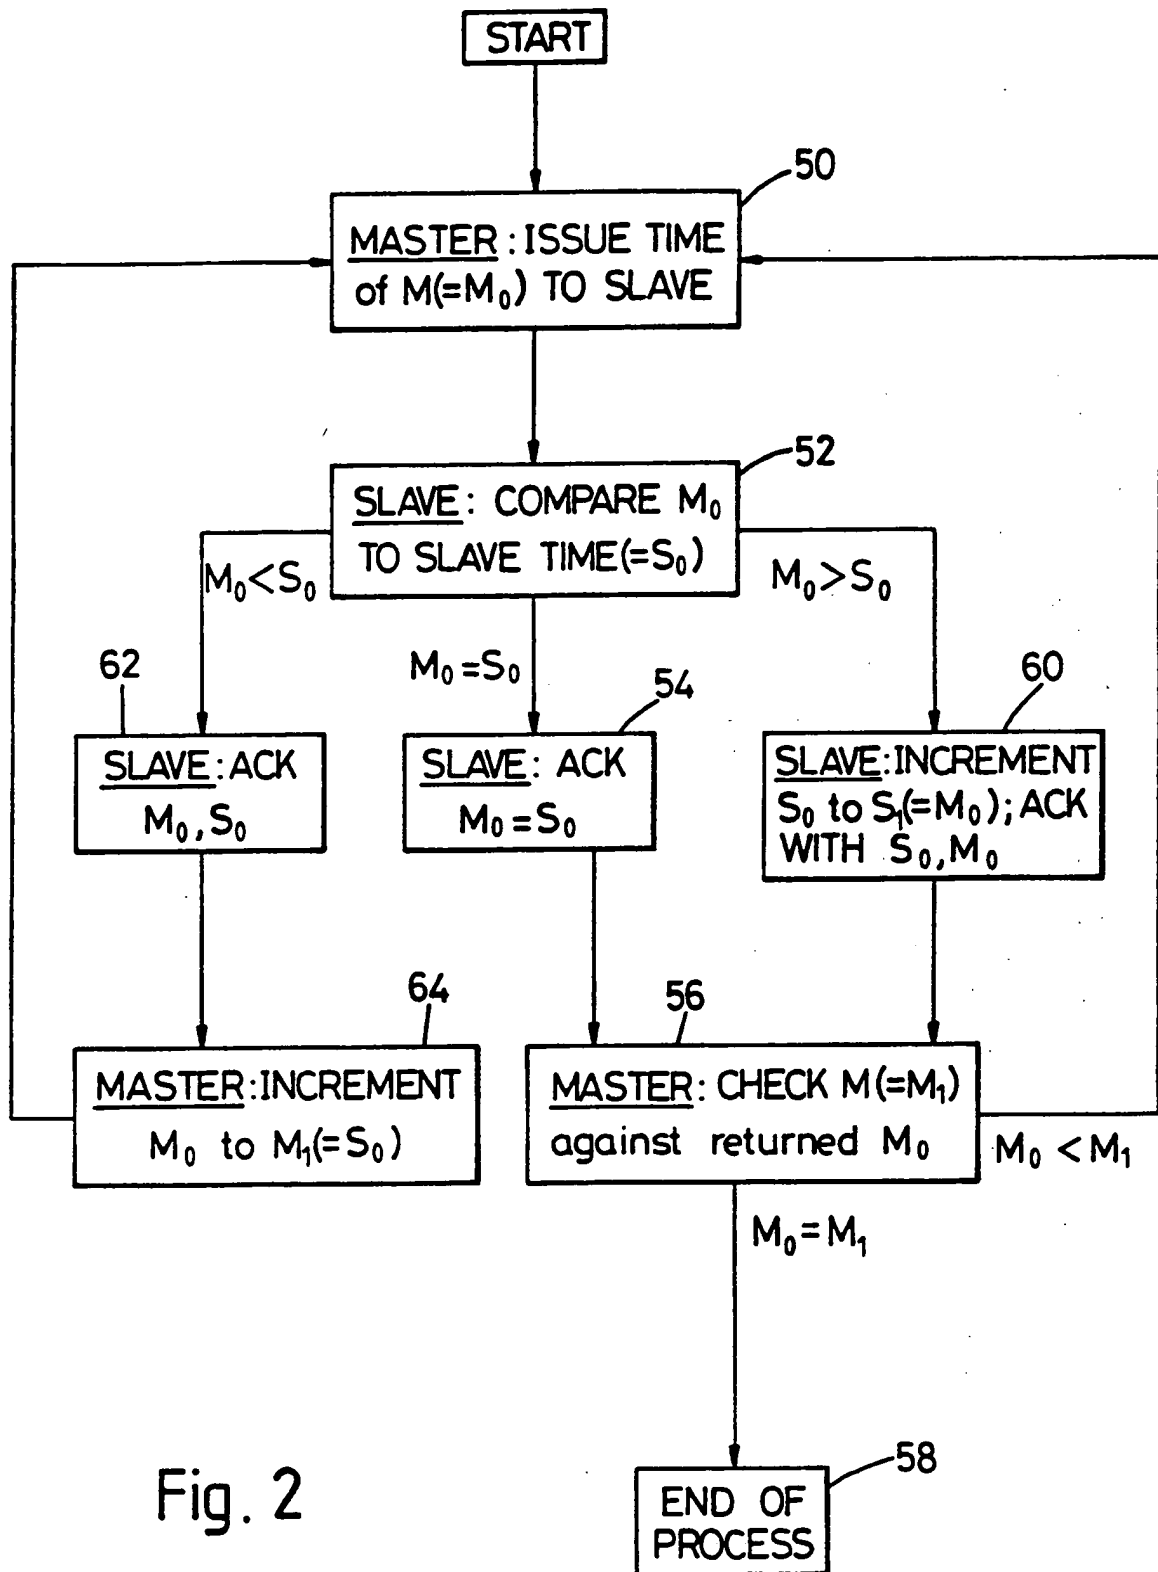 START
50
MASTER: ISSUE TIME
of M(=M₀) TO SLAVE
52
SLAVE: COMPARE M₀
TO SLAVE TIME(=S₀)
M₀<S₀
M₀=S₀
M₀>S₀
62
SLAVE: ACK
M₀, S₀
54
SLAVE: ACK
M₀=S₀
60
SLAVE: INCREMENT
S₀ to S₁(=M₀); ACK
WITH S₀, M₀
64
MASTER: INCREMENT
M₀ to M₁(=S₀)
56
MASTER: CHECK M(=M₁)
against returned M₀
M₀<M₁
M₀=M₁
58
END OF
PROCESS
Fig. 2